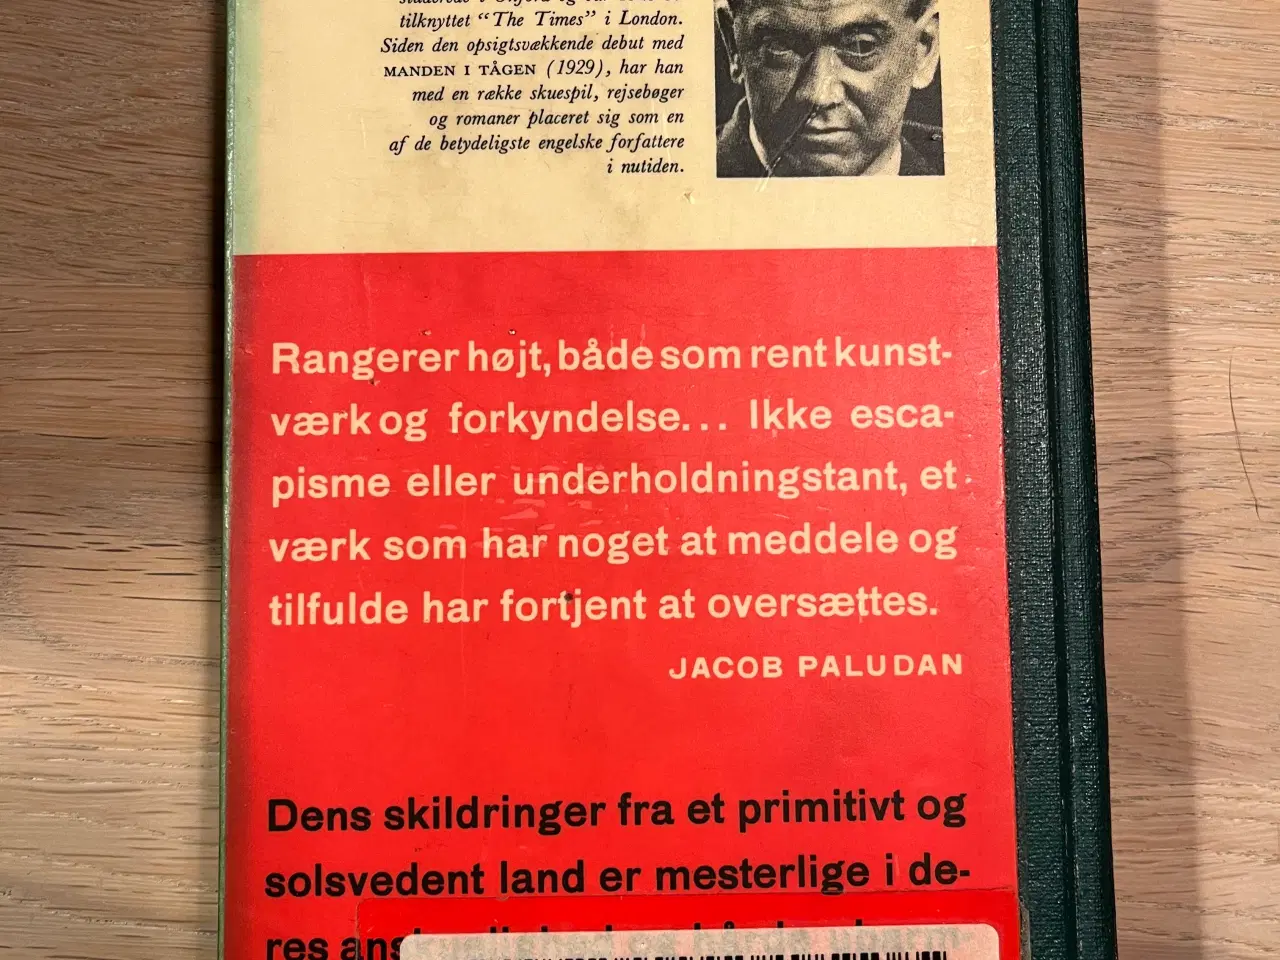 tilknyttet “The Times” i London.
Siden den opsigtsvækkende debut med
MANDEN I TÅGEN (1929), har han
med en række skuespil, rejsebøger
og romaner placeret sig som en
af de betydeligste engelske forfattere
i nutiden.
Rangerer højt, både som rent kunst-
værk og forkyndelse... Ikke esca-
pisme eller underholdningstant, et
værk som har noget at meddele og
tilfulde har fortjent at oversættes.
JACOB PALUDAN
Dens skildringer fra et primitivt og
solsvedent land er mesterlige i de-
res